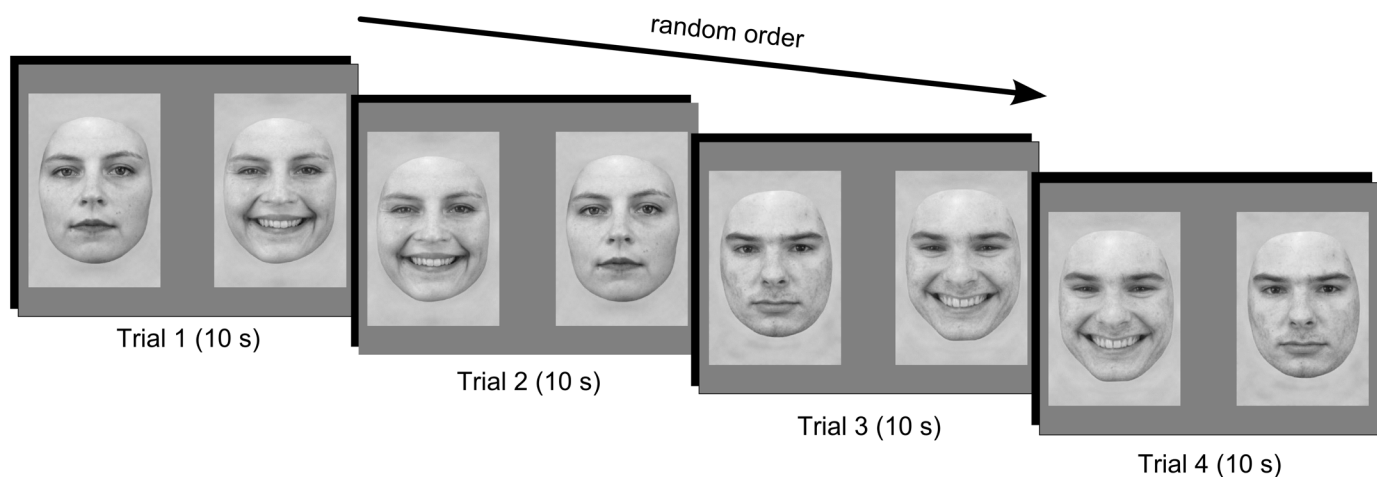 random order
Trial 1 (10 s)
Trial 2 (10 s)
Trial 3 (10 s)
Trial 4 (10 s)